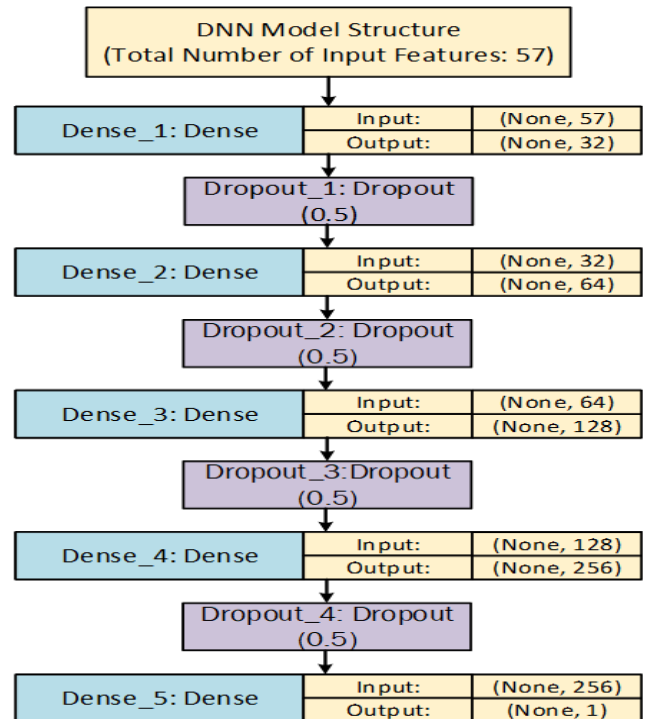 DNN Model Structure
(Total Number of Input Features: 57)
Dense_1: Dense
Input:
(None, 57)
Output:
(None, 32)
Dropout_1: Dropout
(0.5)
Dense_2: Dense
Input:
(None, 32)
Output:
(None, 64)
Dropout_2: Dropout
(0.5)
Dense_3: Dense
Input:
(None, 64)
Output:
(None, 128)
Dropout_3:Dropout
(0.5)
Dense_4: Dense
Input:
(None, 128)
Output:
(None, 256)
Dropout_4: Dropout
(0.5)
Dense_5: Dense
Input:
(None, 256)
Output:
(None, 1)